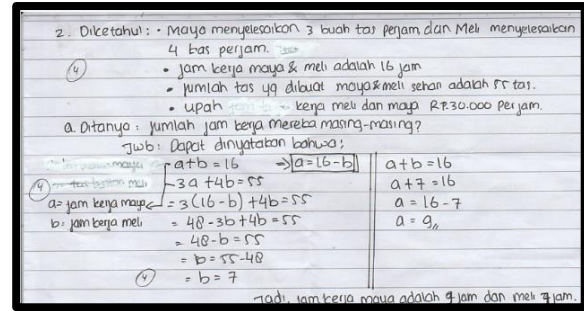 2. Diketahui : • Maya menyelesaikan 3 buah tas perjam dan Meli menyelesaikan
4 tas perjam.
4
• Jam kerja maya & meli adalah 16 jam
• jumlah tas yg dibuat maya & meli sehari adalah 55 tas.
• upah kerja meli dan maya RP.30.000 per jam.
a. Ditanya : jumlah jam kerja mereka masing-masing?
Jwb : Dapat dinyatakan bahwa ;
a+b = 16 → a=16-b
3a + 4b = 55
4
a= jam kerja maya = 3(16-b) + 4b = 55
b= jam kerja meli = 48 - 3b + 4b = 55
= 48 - b = 55
= b = 55 - 48
4 = b = 7
a+b = 16
a+7 = 16
a = 16 - 7
a = 9,,
Jadi, jam kerja maya adalah 9 jam dan meli 7 jam.